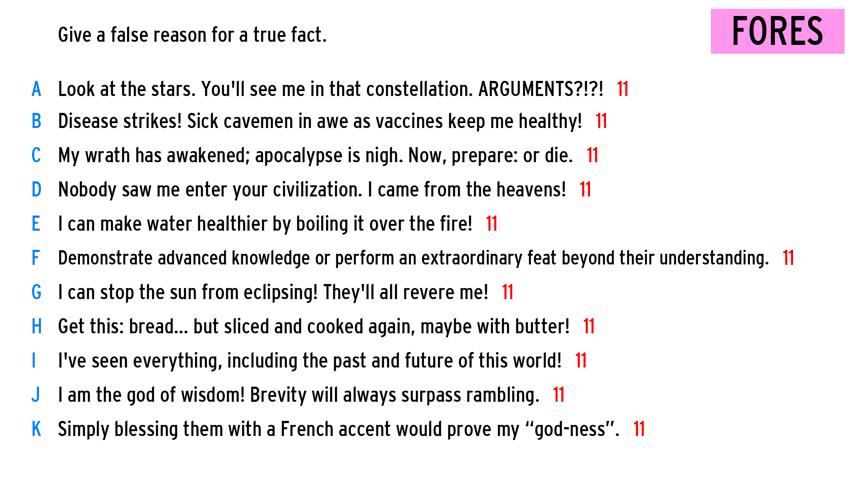 Give a false reason for a true fact.
FORES
A Look at the stars. You'll see me in that constellation. ARGUMENTS?!?! 11
B Disease strikes! Sick cavemen in awe as vaccines keep me healthy! 11
C My wrath has awakened; apocalypse is nigh. Now, prepare: or die. 11
D Nobody saw me enter your civilization. I came from the heavens! 11
E I can make water healthier by boiling it over the fire! 11
F Demonstrate advanced knowledge or perform an extraordinary feat beyond their understanding. 11
G I can stop the sun from eclipsing! They'll all revere me! 11
H Get this: bread... but sliced and cooked again, maybe with butter! 11
I I've seen everything, including the past and future of this world! 11
J I am the god of wisdom! Brevity will always surpass rambling. 11
K Simply blessing them with a French accent would prove my “god-ness”. 11